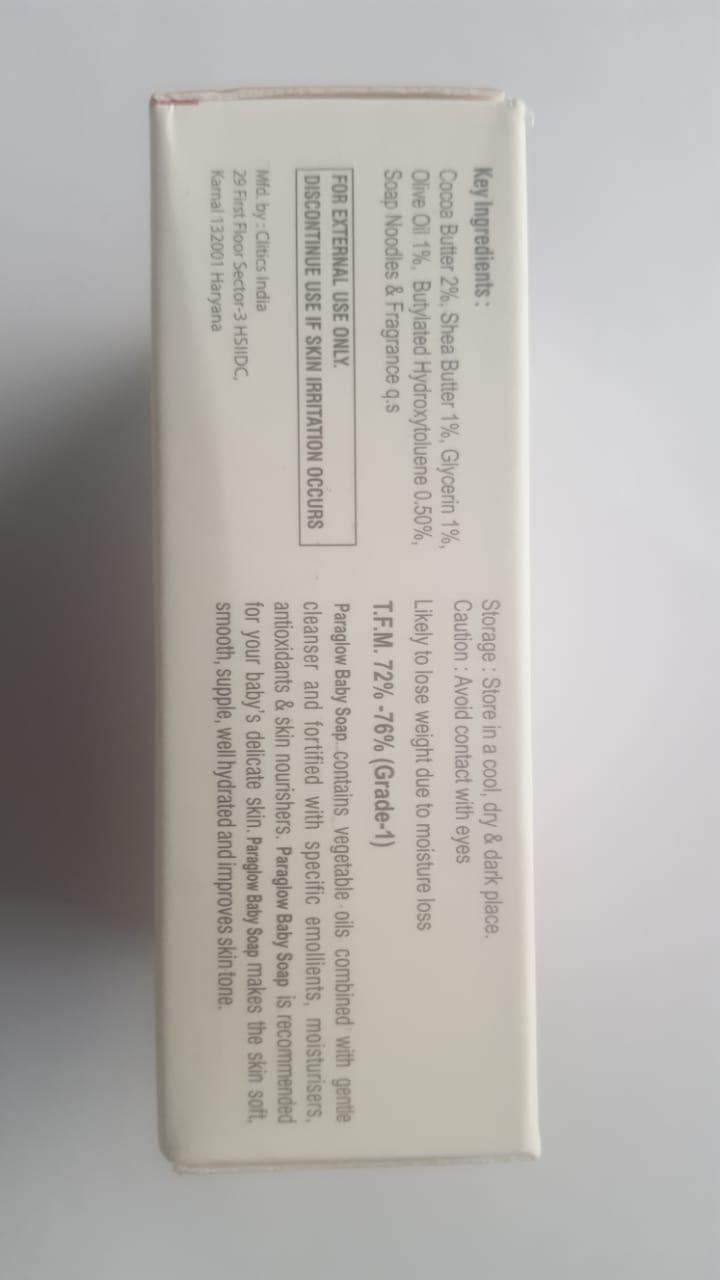 Key Ingredients :
Cocoa Butter 2%, Shea Butter 1%, Glycerin 1%,
Olive Oil 1%, Butylated Hydroxytoluene 0.50%,
Soap Noodles & Fragrance q.s
FOR EXTERNAL USE ONLY.
DISCONTINUE USE IF SKIN IRRITATION OCCURS
Mfd. by : Clitics India
29 First Floor Sector-3 HSIIDC,
Karnal 132001 Haryana
Storage : Store in a cool, dry & dark place.
Caution : Avoid contact with eyes
Likely to lose weight due to moisture loss
T.F.M. 72% -76% (Grade-1)
Paraglow Baby Soap contains vegetable oils combined with gentle
cleanser and fortified with specific emollients, moisturisers,
antioxidants & skin nourishers. Paraglow Baby Soap is recommended
for your baby's delicate skin. Paraglow Baby Soap makes the skin soft,
smooth, supple, well hydrated and improves skin tone.